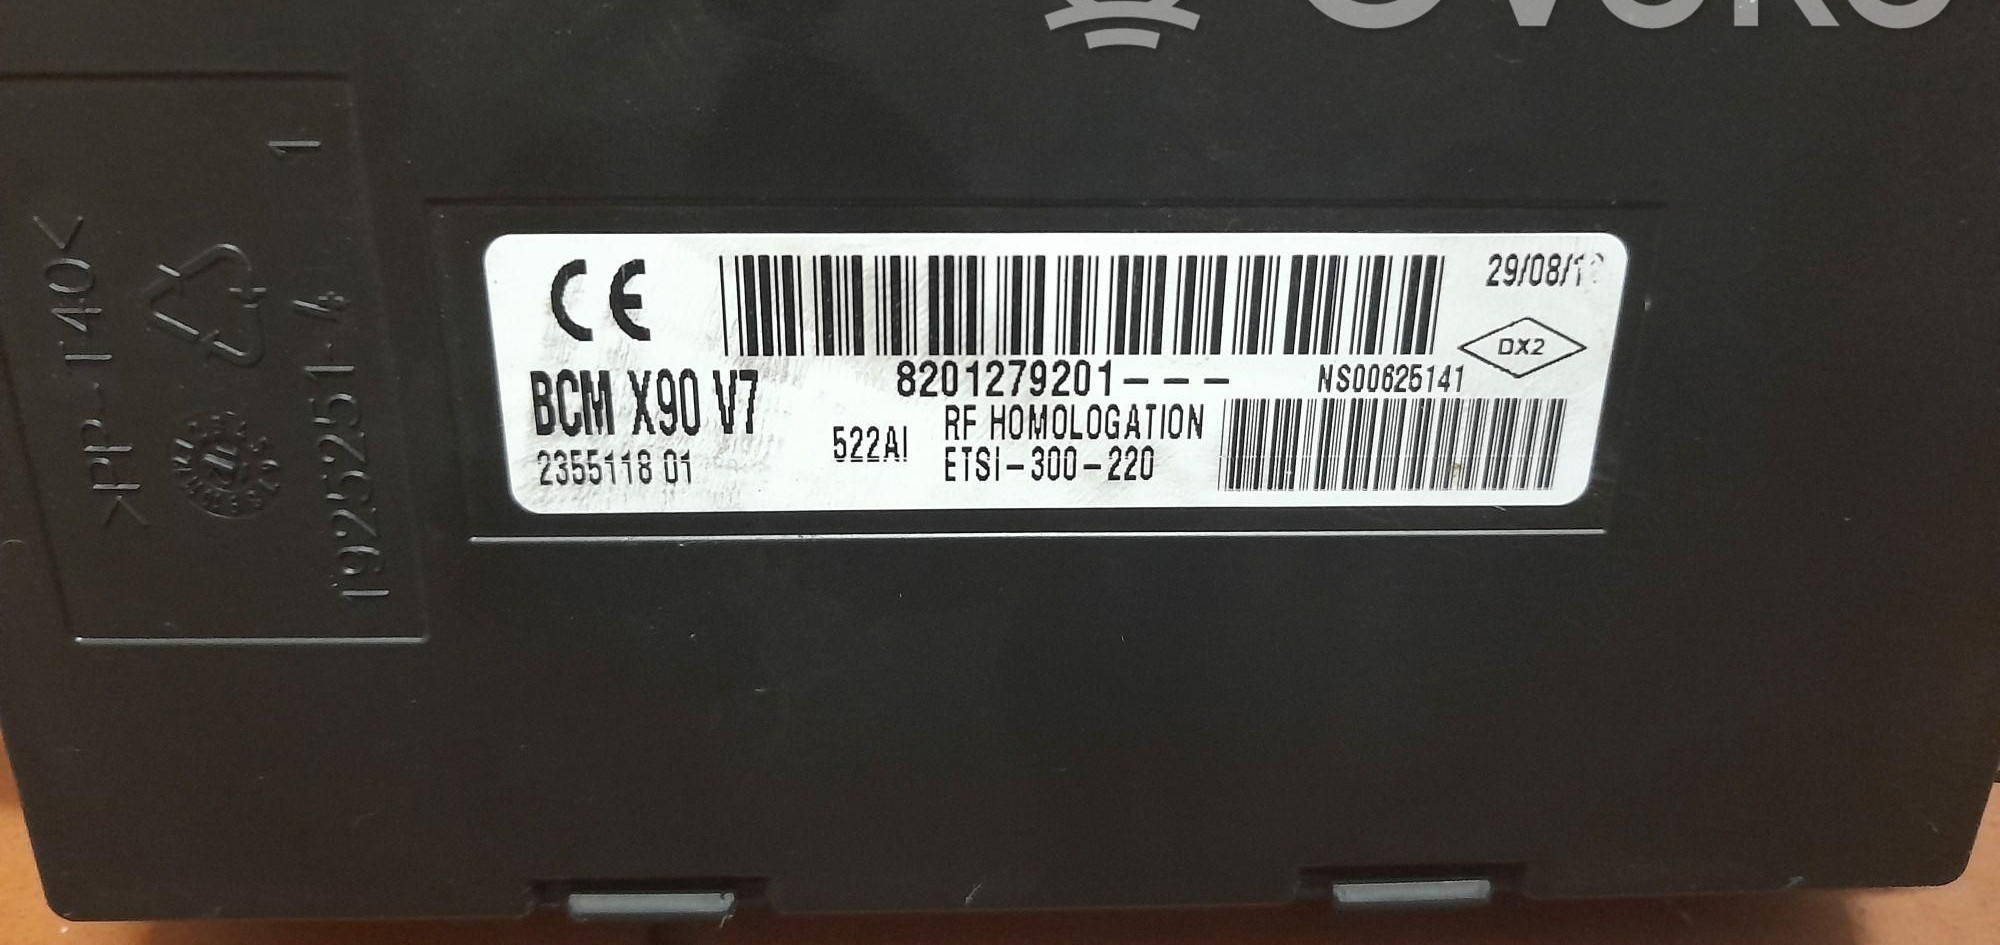 CE
29/08/1
DX2
8201279201---
NS00625141
BCM X90 V7
522AI
RF HOMOLOGATION
2355118 01
ETSI-300-220
>PP-T40<
1925251-4
1